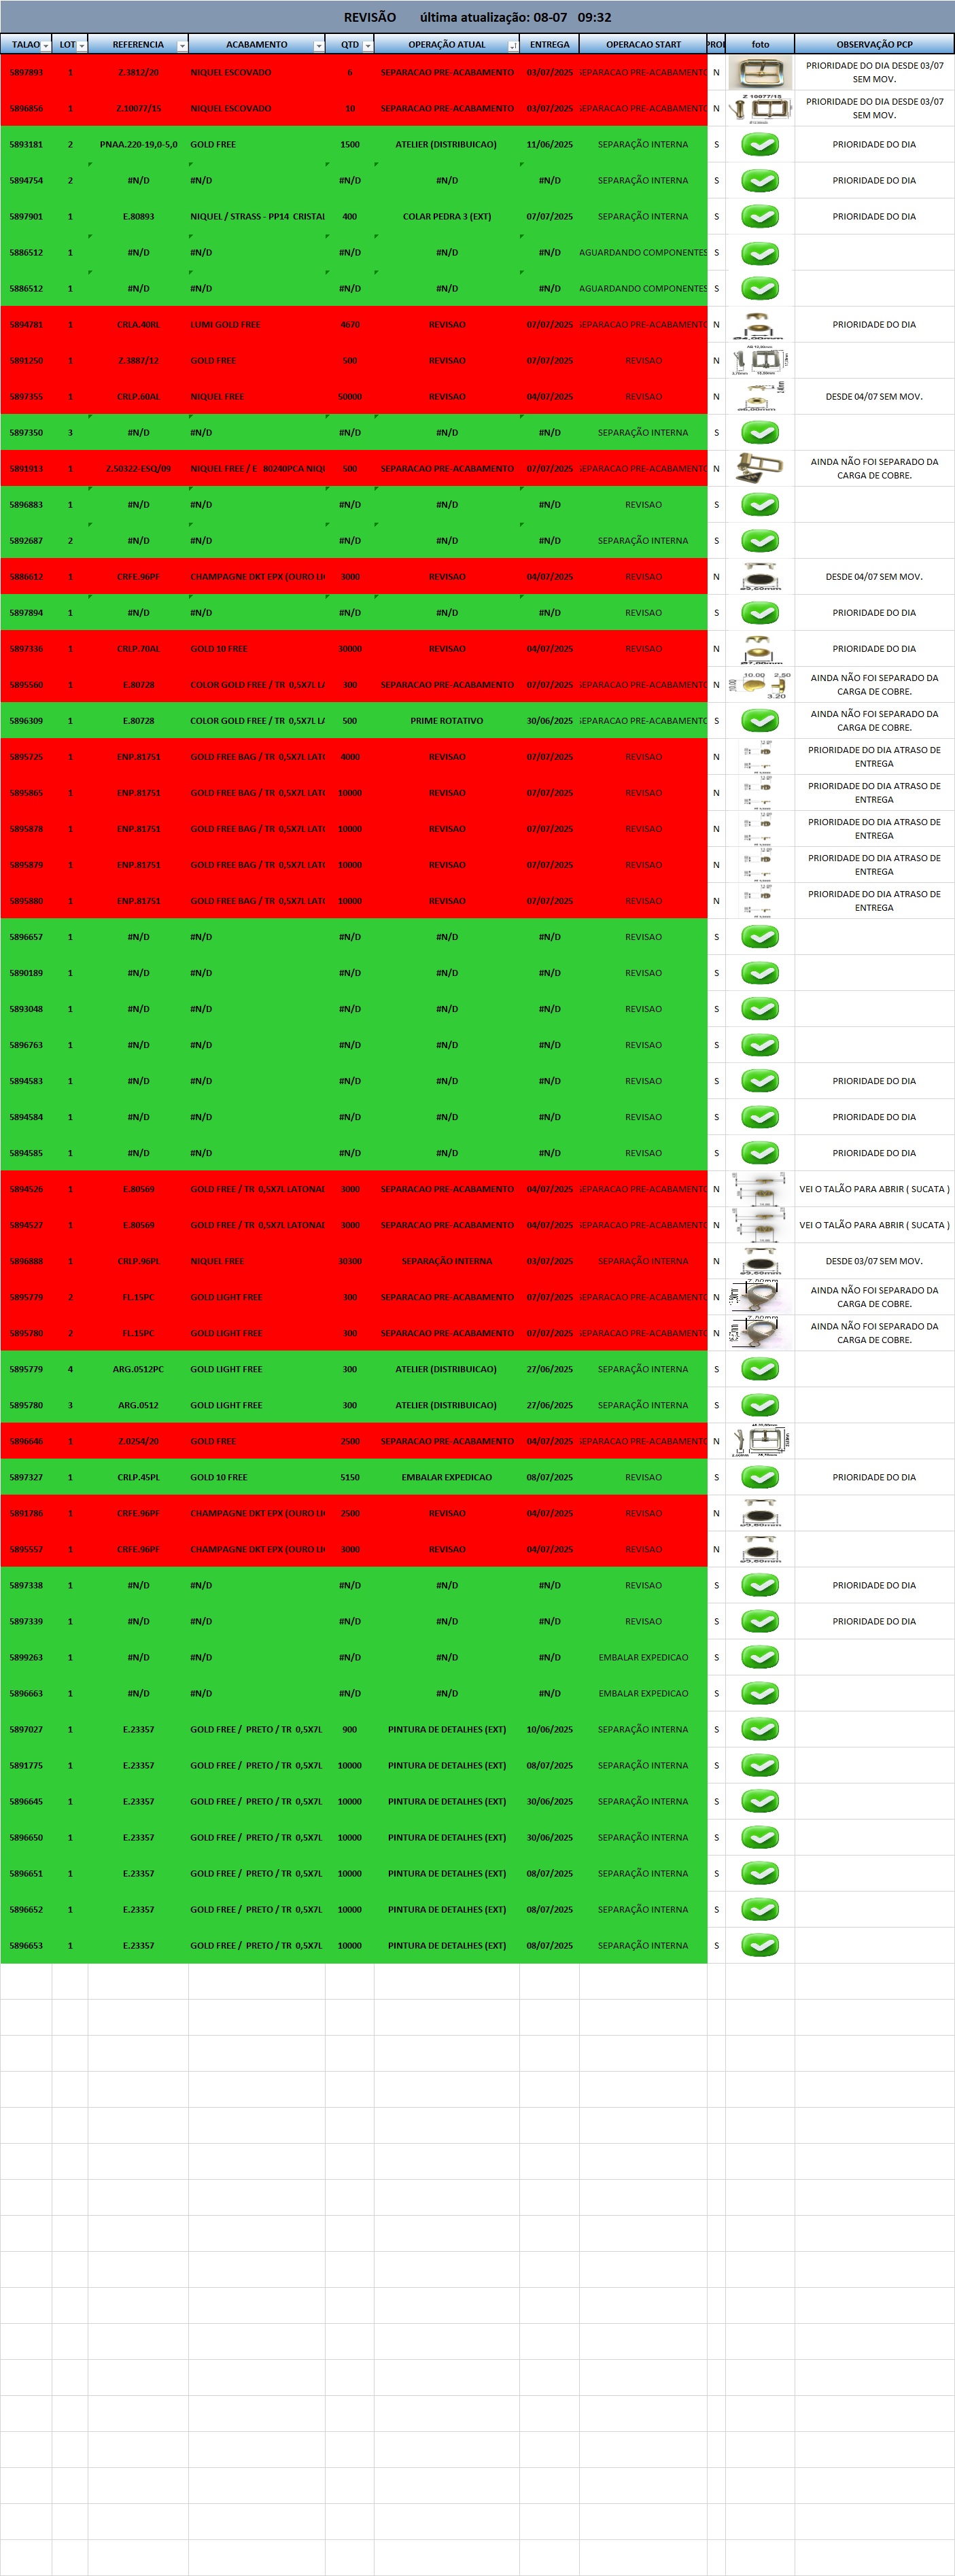 REVISÃO última atualização: 08-07 09:32
TALAO LOT REFERENCIA ACABAMENTO QTD OPERAÇÃO ATUAL ENTREGA OPERACAO START foto OBSERVAÇÃO PCP
5897893 1 Z.3812/20 NIQUEL ESCOVADO 6 SEPARACAO PRE-ACABAMENTO 03/07/2025 SEPARACAO PRE-ACABAMENTO N PRIORIDADE DO DIA DESDE 03/07
SEM MOV.
5896856 1 Z.10077/15 NIQUEL ESCOVADO 10 SEPARACAO PRE-ACABAMENTO 03/07/2025 SEPARACAO PRE-ACABAMENTO N Z 10077/15 PRIORIDADE DO DIA DESDE 03/07
SEM MOV.
5893181 2 PNAA.220-19,0-5,0 GOLD FREE 1500 ATELIER (DISTRIBUICAO) 11/06/2025 SEPARAÇÃO INTERNA S PRIORIDADE DO DIA
5894754 2 #N/D #N/D #N/D #N/D #N/D SEPARAÇÃO INTERNA S PRIORIDADE DO DIA
5897901 1 E.80893 NIQUEL / STRASS - PP14 CRISTAL 400 COLAR PEDRA 3 (EXT) 07/07/2025 SEPARAÇÃO INTERNA S PRIORIDADE DO DIA
5886512 1 #N/D #N/D #N/D #N/D #N/D AGUARDANDO COMPONENTES S
5886512 1 #N/D #N/D #N/D #N/D #N/D AGUARDANDO COMPONENTES S
5894781 1 CRLA.40RL LUMI GOLD FREE 4670 REVISAO 07/07/2025 SEPARACAO PRE-ACABAMENTO N PRIORIDADE DO DIA
5891250 1 Z.3887/12 GOLD FREE 500 REVISAO 07/07/2025 REVISAO N
5897355 1 CRLP.60AL NIQUEL FREE 50000 REVISAO 04/07/2025 REVISAO N DESDE 04/07 SEM MOV.
5897350 3 #N/D #N/D #N/D #N/D #N/D SEPARAÇÃO INTERNA S
5891913 1 Z.50322-ESQ/09 NIQUEL FREE / E 80240PCA NIQ 500 SEPARACAO PRE-ACABAMENTO 07/07/2025 SEPARACAO PRE-ACABAMENTO N AINDA NÃO FOI SEPARADO DA
CARGA DE COBRE.
5896883 1 #N/D #N/D #N/D #N/D #N/D REVISAO S
5892687 2 #N/D #N/D #N/D #N/D #N/D SEPARAÇÃO INTERNA S
5886612 1 CRFE.96PF CHAMPAGNE DKT EPX (OURO LI 3000 REVISAO 04/07/2025 REVISAO N DESDE 04/07 SEM MOV.
5897894 1 #N/D #N/D #N/D #N/D #N/D REVISAO S PRIORIDADE DO DIA
5897336 1 CRLP.70AL GOLD 10 FREE 30000 REVISAO 04/07/2025 REVISAO N PRIORIDADE DO DIA
5895560 1 E.80728 COLOR GOLD FREE / TR 0,5X7L LA 300 SEPARACAO PRE-ACABAMENTO 07/07/2025 SEPARACAO PRE-ACABAMENTO N 10.00 2,50 3.20 AINDA NÃO FOI SEPARADO DA
CARGA DE COBRE.
5896309 1 E.80728 COLOR GOLD FREE / TR 0,5X7L LA 500 PRIME ROTATIVO 30/06/2025 SEPARACAO PRE-ACABAMENTO S AINDA NÃO FOI SEPARADO DA
CARGA DE COBRE.
5895725 1 ENP.81751 GOLD FREE BAG / TR 0,5X7L LAT 4000 REVISAO 07/07/2025 REVISAO N PRIORIDADE DO DIA ATRASO DE
ENTREGA
5895865 1 ENP.81751 GOLD FREE BAG / TR 0,5X7L LAT 10000 REVISAO 07/07/2025 REVISAO N PRIORIDADE DO DIA ATRASO DE
ENTREGA
5895878 1 ENP.81751 GOLD FREE BAG / TR 0,5X7L LAT 10000 REVISAO 07/07/2025 REVISAO N PRIORIDADE DO DIA ATRASO DE
ENTREGA
5895879 1 ENP.81751 GOLD FREE BAG / TR 0,5X7L LAT 10000 REVISAO 07/07/2025 REVISAO N PRIORIDADE DO DIA ATRASO DE
ENTREGA
5895880 1 ENP.81751 GOLD FREE BAG / TR 0,5X7L LAT 10000 REVISAO 07/07/2025 REVISAO N PRIORIDADE DO DIA ATRASO DE
ENTREGA
5896657 1 #N/D #N/D #N/D #N/D #N/D REVISAO S
5890189 1 #N/D #N/D #N/D #N/D #N/D REVISAO S
5893048 1 #N/D #N/D #N/D #N/D #N/D REVISAO S
5896763 1 #N/D #N/D #N/D #N/D #N/D REVISAO S
5894583 1 #N/D #N/D #N/D #N/D #N/D REVISAO S PRIORIDADE DO DIA
5894584 1 #N/D #N/D #N/D #N/D #N/D REVISAO S PRIORIDADE DO DIA
5894585 1 #N/D #N/D #N/D #N/D #N/D REVISAO S PRIORIDADE DO DIA
5894526 1 E.80569 GOLD FREE / TR 0,5X7L LATONAD 3000 SEPARACAO PRE-ACABAMENTO 04/07/2025 SEPARACAO PRE-ACABAMENTO N VEI O TALÃO PARA ABRIR ( SUCATA )
5894527 1 E.80569 GOLD FREE / TR 0,5X7L LATONAD 3000 SEPARACAO PRE-ACABAMENTO 04/07/2025 SEPARACAO PRE-ACABAMENTO N VEI O TALÃO PARA ABRIR ( SUCATA )
5896888 1 CRLP.96PL NIQUEL FREE 30300 SEPARAÇÃO INTERNA 03/07/2025 SEPARAÇÃO INTERNA N DESDE 03/07 SEM MOV.
5895779 2 FL.15PC GOLD LIGHT FREE 300 SEPARACAO PRE-ACABAMENTO 07/07/2025 SEPARACAO PRE-ACABAMENTO N AINDA NÃO FOI SEPARADO DA
CARGA DE COBRE.
5895780 2 FL.15PC GOLD LIGHT FREE 300 SEPARACAO PRE-ACABAMENTO 07/07/2025 SEPARACAO PRE-ACABAMENTO N AINDA NÃO FOI SEPARADO DA
CARGA DE COBRE.
5895779 4 ARG.0512PC GOLD LIGHT FREE 300 ATELIER (DISTRIBUICAO) 27/06/2025 SEPARAÇÃO INTERNA S
5895780 3 ARG.0512 GOLD LIGHT FREE 300 ATELIER (DISTRIBUICAO) 27/06/2025 SEPARAÇÃO INTERNA S
5896646 1 Z.0254/20 GOLD FREE 2500 SEPARACAO PRE-ACABAMENTO 04/07/2025 SEPARACAO PRE-ACABAMENTO N
5897327 1 CRLP.45PL GOLD 10 FREE 5150 EMBALAR EXPEDICAO 08/07/2025 SEPARAÇÃO INTERNA S PRIORIDADE DO DIA
5891786 1 CRFE.96PF CHAMPAGNE DKT EPX (OURO LI 2500 REVISAO 04/07/2025 REVISAO N
5895557 1 CRFE.96PF CHAMPAGNE DKT EPX (OURO LI 3000 REVISAO 04/07/2025 REVISAO N
5897338 1 #N/D #N/D #N/D #N/D #N/D REVISAO S PRIORIDADE DO DIA
5897339 1 #N/D #N/D #N/D #N/D #N/D REVISAO S PRIORIDADE DO DIA
5899263 1 #N/D #N/D #N/D #N/D #N/D EMBALAR EXPEDICAO S
5896663 1 #N/D #N/D #N/D #N/D #N/D EMBALAR EXPEDICAO S
5897027 1 E.23357 GOLD FREE / PRETO / TR 0,5X7L 900 PINTURA DE DETALHES (EXT) 10/06/2025 SEPARAÇÃO INTERNA S
5891775 1 E.23357 GOLD FREE / PRETO / TR 0,5X7L 10000 PINTURA DE DETALHES (EXT) 08/07/2025 SEPARAÇÃO INTERNA S
5896645 1 E.23357 GOLD FREE / PRETO / TR 0,5X7L 10000 PINTURA DE DETALHES (EXT) 30/06/2025 SEPARAÇÃO INTERNA S
5896650 1 E.23357 GOLD FREE / PRETO / TR 0,5X7L 10000 PINTURA DE DETALHES (EXT) 30/06/2025 SEPARAÇÃO INTERNA S
5896651 1 E.23357 GOLD FREE / PRETO / TR 0,5X7L 10000 PINTURA DE DETALHES (EXT) 08/07/2025 SEPARAÇÃO INTERNA S
5896652 1 E.23357 GOLD FREE / PRETO / TR 0,5X7L 10000 PINTURA DE DETALHES (EXT) 08/07/2025 SEPARAÇÃO INTERNA S
5896653 1 E.23357 GOLD FREE / PRETO / TR 0,5X7L 10000 PINTURA DE DETALHES (EXT) 08/07/2025 SEPARAÇÃO INTERNA S